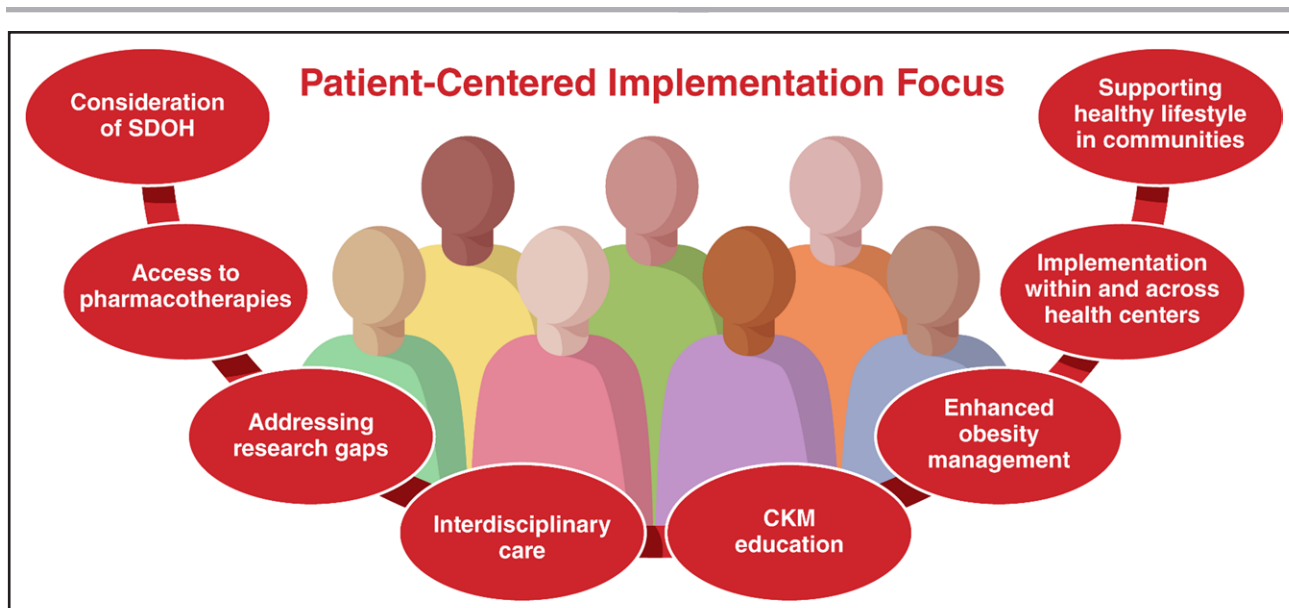 Patient-Centered Implementation Focus
Consideration
of SDOH
Access to
pharmacotherapies
Addressing
research gaps
Interdisciplinary
care
CKM
education
Enhanced
obesity
management
Implementation
within and across
health centers
Supporting
healthy lifestyle
in communities